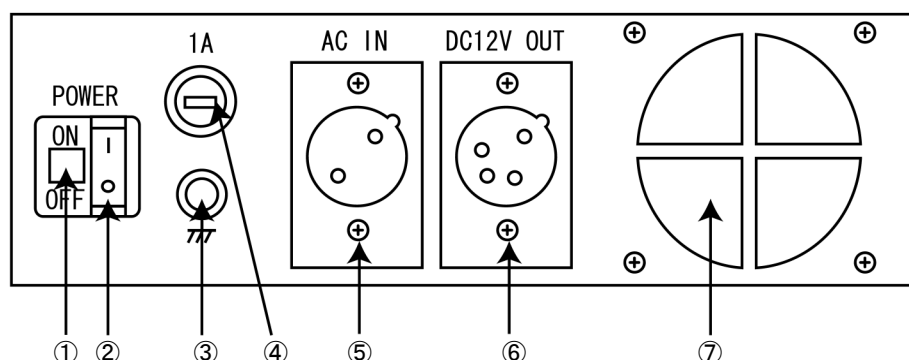 1A
AC IN
DC12V OUT
POWER
ON
OFF
① ② ③ ④ ⑤ ⑥ ⑦